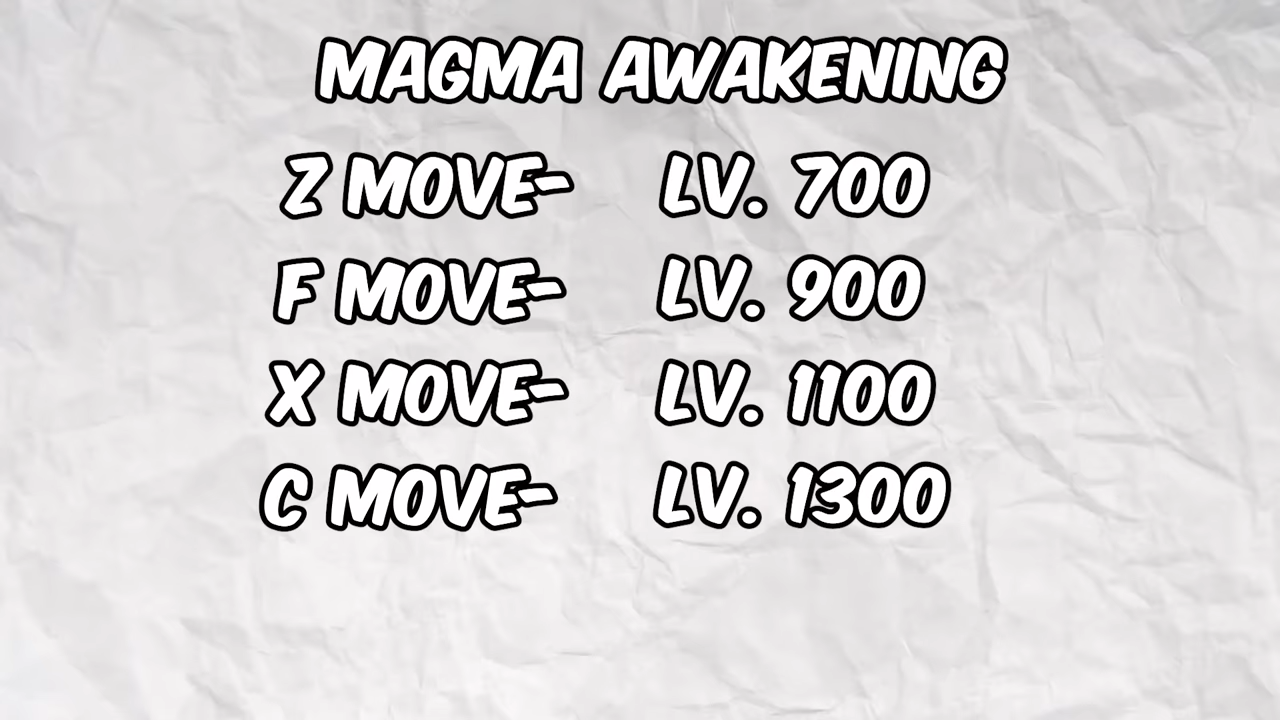 MAGMA AWAKENING
Z MOVE- LV. 700
F MOVE- LV. 900
X MOVE- LV. 1100
C MOVE- LV. 1300